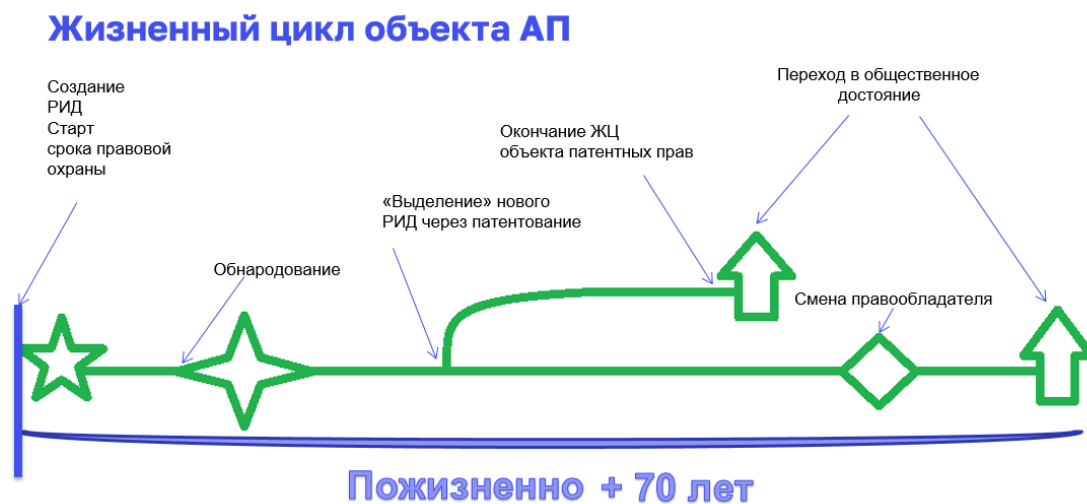 Жизненный цикл объекта АП
Создание
РИД
Старт
срока правовой
охраны
Обнародование
«Выделение» нового
РИД через патентование
Окончание ЖЦ
объекта патентных прав
Переход в общественное
достояние
Смена правообладателя
Пожизненно + 70 лет